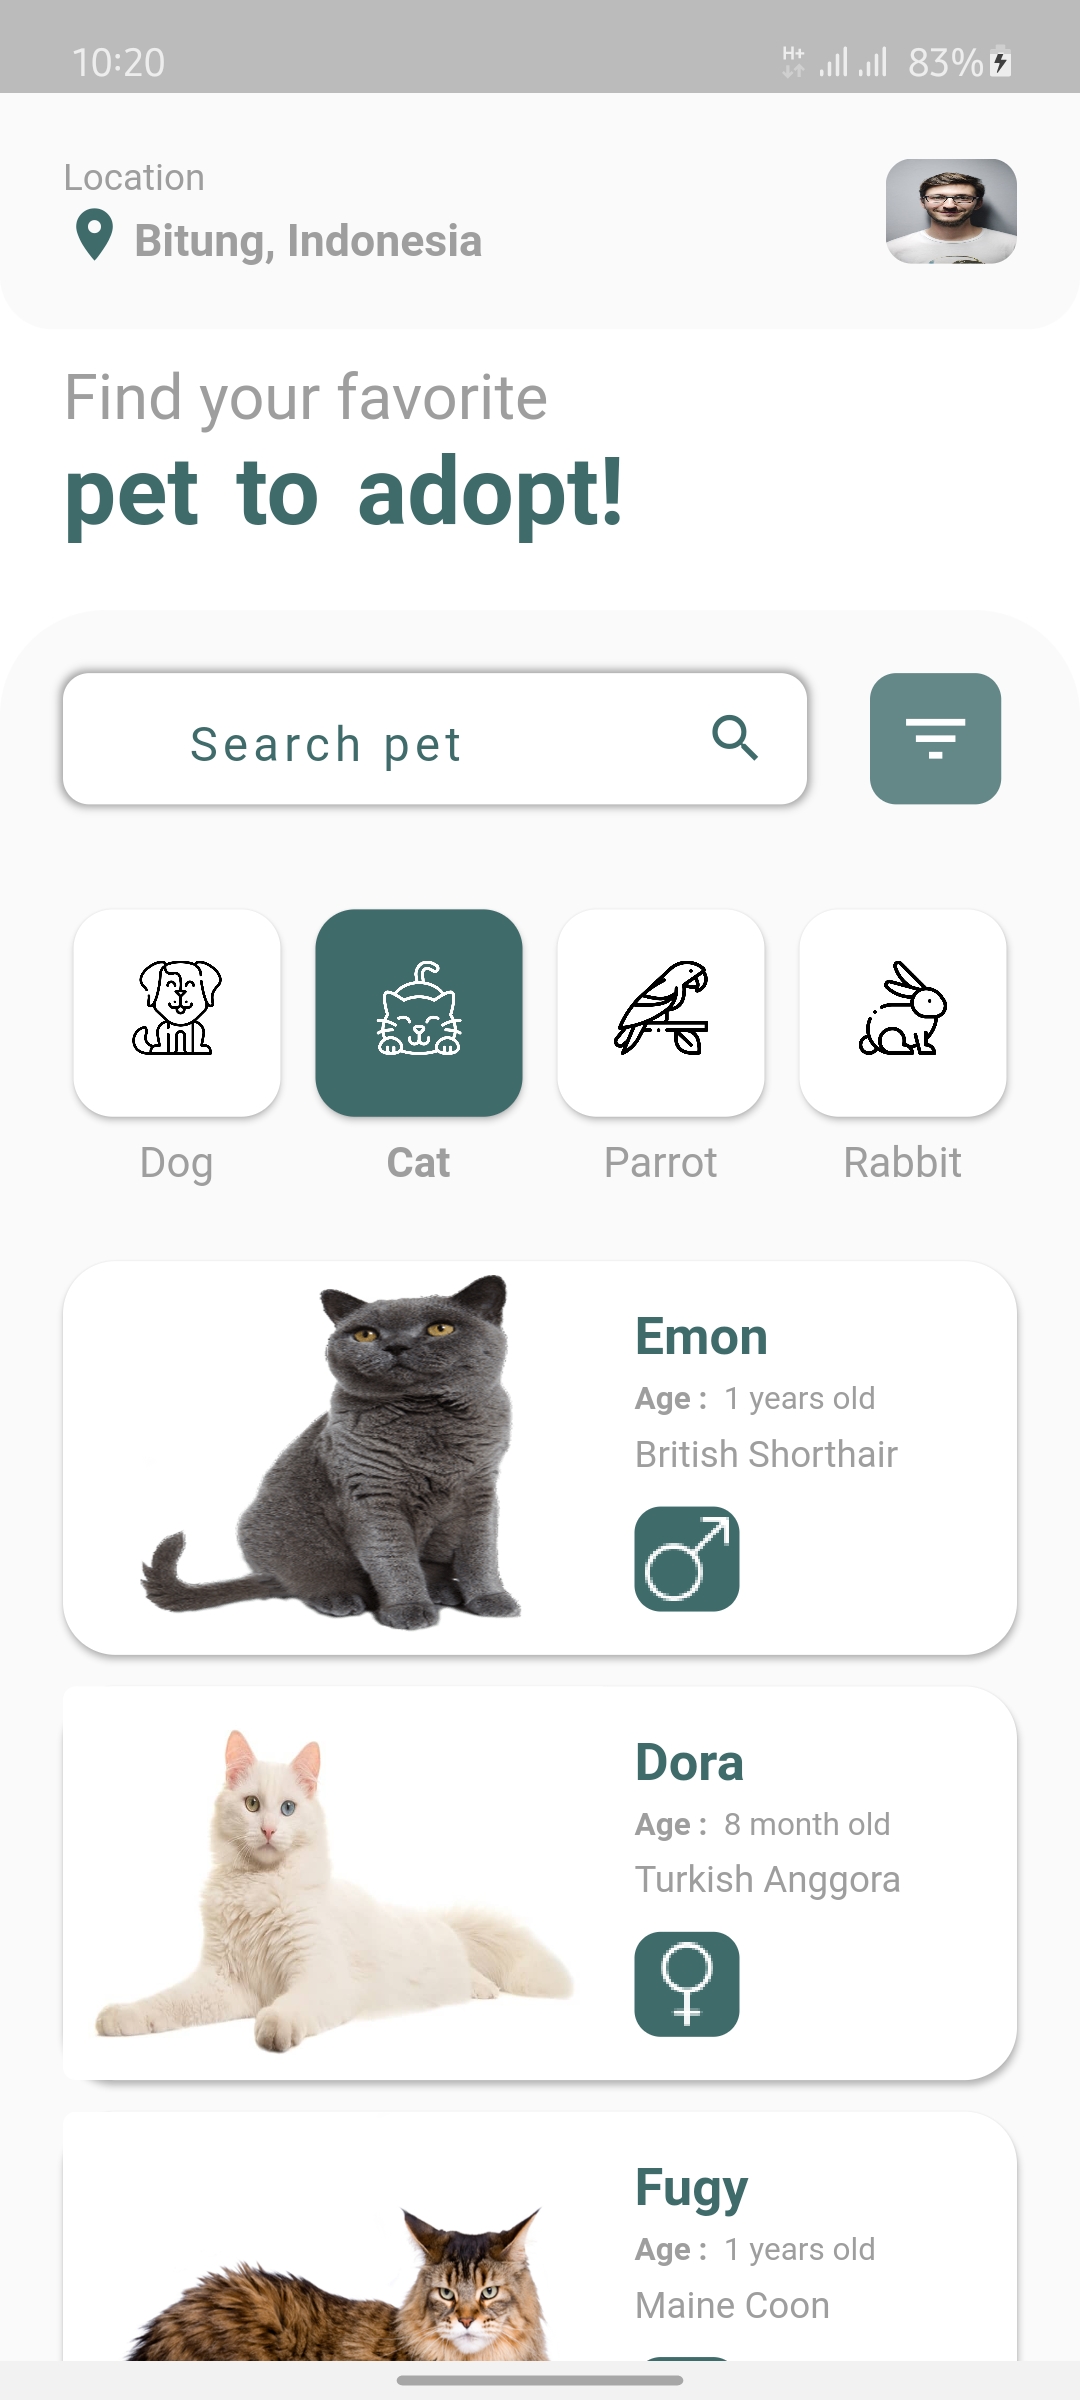 10:20
H+ 83%
Location
Bitung, Indonesia
Find your favorite
pet to adopt!
Search pet
Dog Cat Parrot Rabbit
Emon
Age : 1 years old
British Shorthair
Dora
Age : 8 month old
Turkish Anggora
Fugy
Age : 1 years old
Maine Coon